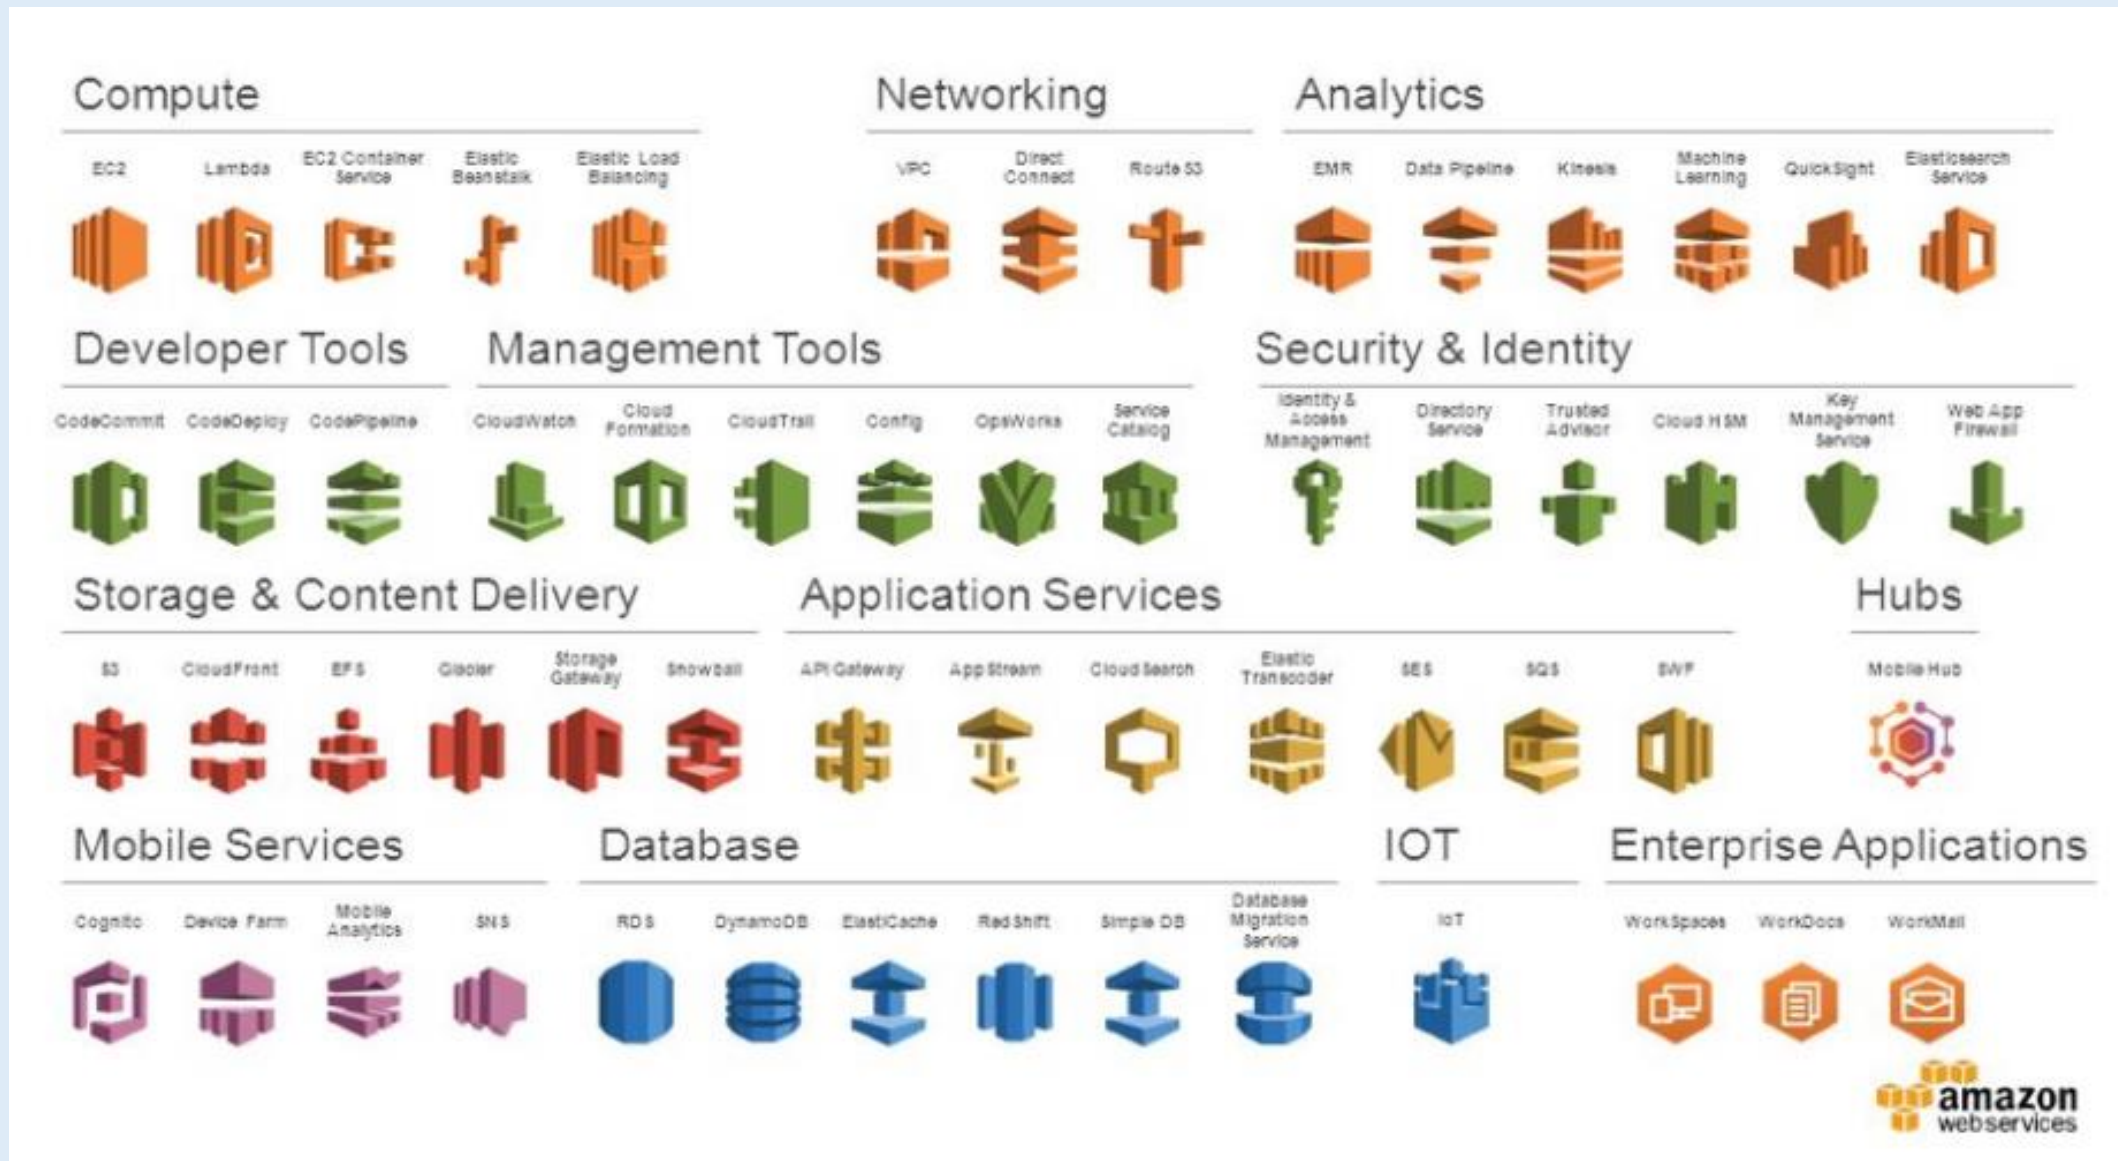 Compute
EC2
Lambda
EC2 Container
Service
Elastic
Beanstalk
Elastic Load
Balancing
Networking
VPC
Direct
Connect
Route 53
Analytics
EMR
Data Pipeline
Kinesis
Machine
Learning
QuickSight
Elasticsearch
Service
Developer Tools
CodeCommit
CodeDeploy
CodePipeline
Management Tools
CloudWatch
Cloud
Formation
CloudTrail
Config
OpsWorks
Service
Catalog
Security & Identity
Identity &
Access
Management
Directory
Service
Trusted
Advisor
Cloud HSM
Key
Management
Service
Web App
Firewall
Storage & Content Delivery
S3
CloudFront
EFS
Glacier
Storage
Gateway
Snowball
Application Services
API Gateway
AppStream
CloudSearch
Elastic
Transcoder
SES
SQS
SWF
Hubs
Mobile Hub
Mobile Services
Cognito
Device Farm
Mobile
Analytics
SNS
Database
RDS
DynamoDB
ElastiCache
RedShift
Simple DB
Database
Migration
Service
IOT
IoT
Enterprise Applications
WorkSpaces
WorkDocs
WorkMail
amazon
webservices